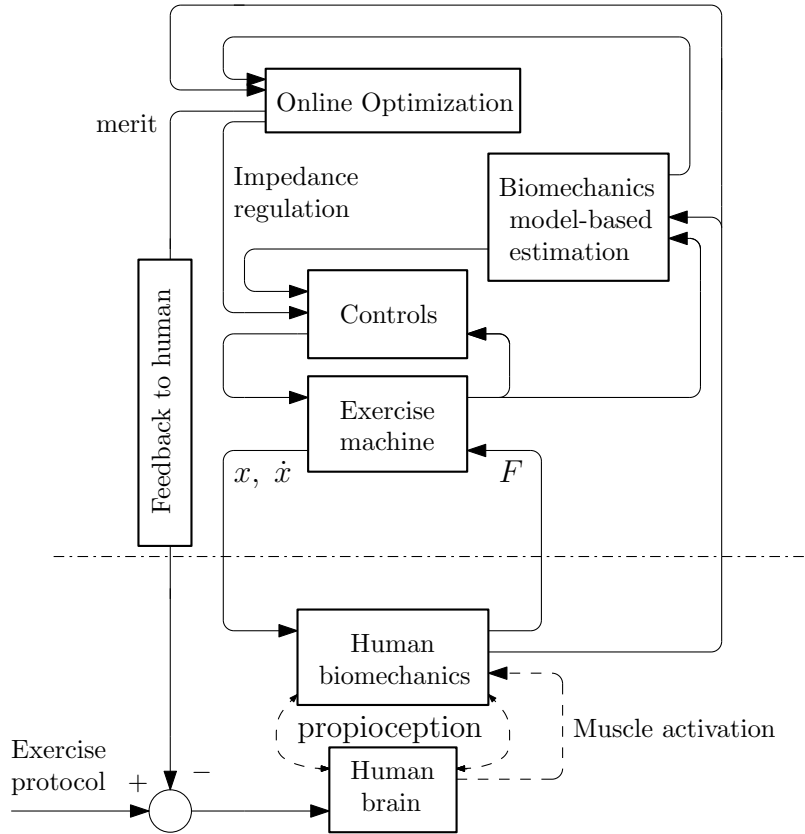 Online Optimization
merit
Impedance
regulation
Biomechanics
model-based
estimation
Controls
Feedback to human
Exercise
machine
x, ẋ
F
Human
biomechanics
propioception
Muscle activation
Exercise
protocol
+
−
Human
brain